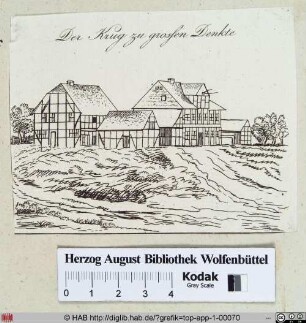 Der Krug zu grossen Denkte
Herzog August Bibliothek Wolfenbüttel
0 1 2 3 4
Kodak
Gray Scale
© HAB http://diglib.hab.de/?grafik=top-app-1-00070